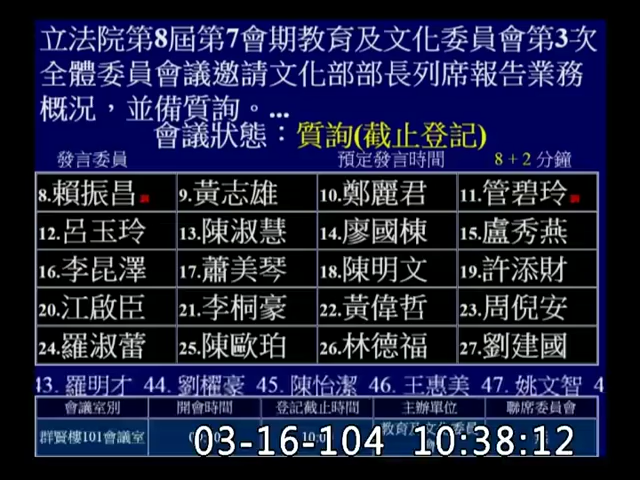 立法院第8屆第7會期教育及文化委員會第3次
全體委員會議邀請文化部部長列席報告業務
概況，並備質詢。...
會議狀態：質詢(截止登記)
發言委員 預定發言時間 8+2 分鐘
8.賴振昌 9.黃志雄 10.鄭麗君 11.管碧玲
12.呂玉玲 13.陳淑慧 14.廖國棟 15.盧秀燕
16.李昆澤 17.蕭美琴 18.陳明文 19.許添財
20.江啟臣 21.李桐豪 22.黃偉哲 23.周倪安
24.羅淑蕾 25.陳歐珀 26.林德福 27.劉建國
43. 羅明才 44. 劉櫂豪 45. 陳怡潔 46. 王惠美 47. 姚文智 4
會議室別 開會時間 登記截止時間 主辦單位 聯席委員會
群賢樓101會議室 教育及文化委員
03-16-104 10:38:12